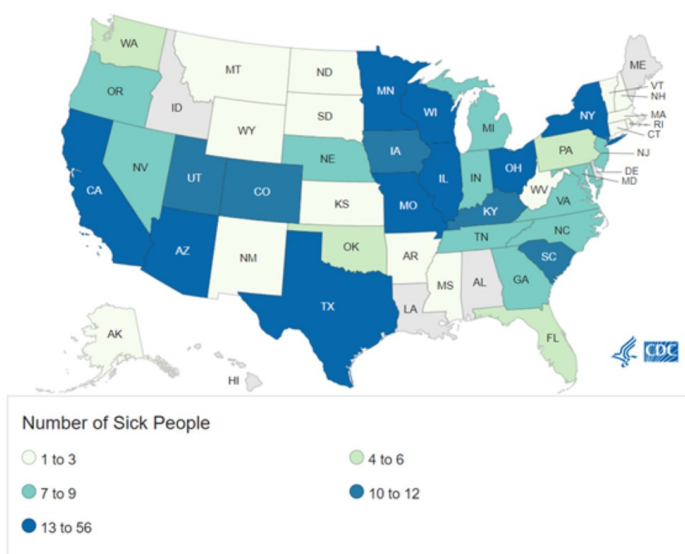 WA
MT
ND
MN
ME
VT
NH
OR
ID
SD
WI
NY
MA
RI
CT
WY
MI
NV
NE
IA
PA
NJ
UT
CO
IL
IN
OH
DE
MD
CA
KS
MO
WV
VA
KY
AZ
NM
OK
AR
TN
NC
SC
TX
MS
AL
GA
LA
AK
FL
HI
CDC
Number of Sick People
1 to 3
4 to 6
7 to 9
10 to 12
13 to 56